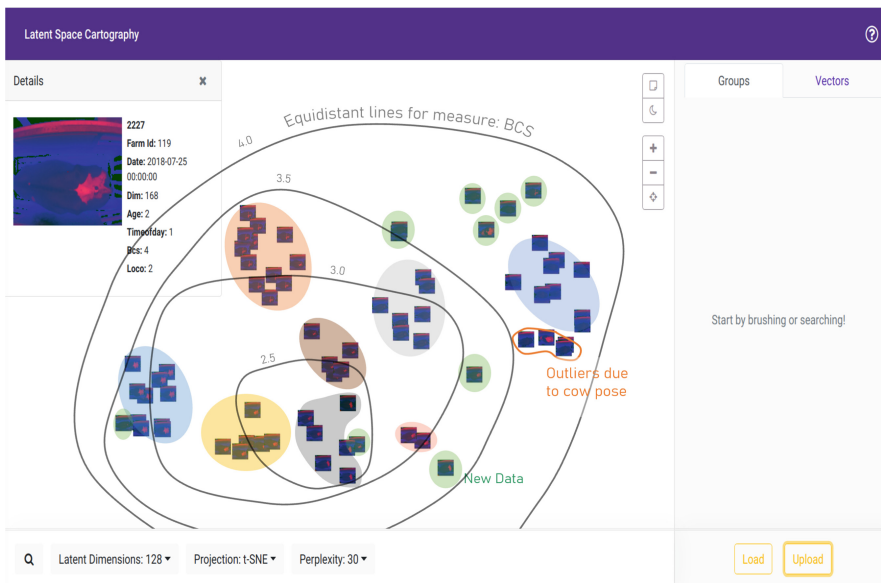 Latent Space Cartography
Details
2227
Farm Id: 119
Date: 2018-07-25
00:00:00
Dim: 168
Age: 2
Timeofday: 1
Bcs: 4
Loco: 2
Equidistant lines for measure: BCS
4.0
3.5
3.0
2.5
Outliers due
to cow pose
New Data
Groups
Vectors
Start by brushing or searching!
Latent Dimensions: 128
Projection: t-SNE
Perplexity: 30
Load
Upload